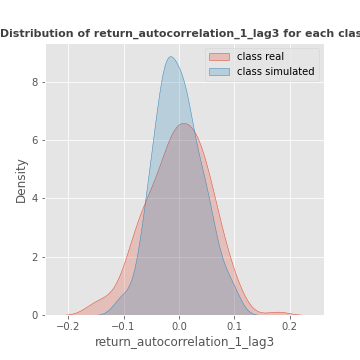 Distribution of return_autocorrelation_1_lag3 for each clas
class real
class simulated
Density
8
6
4
2
0
−0.2 −0.1 0.0 0.1 0.2
return_autocorrelation_1_lag3